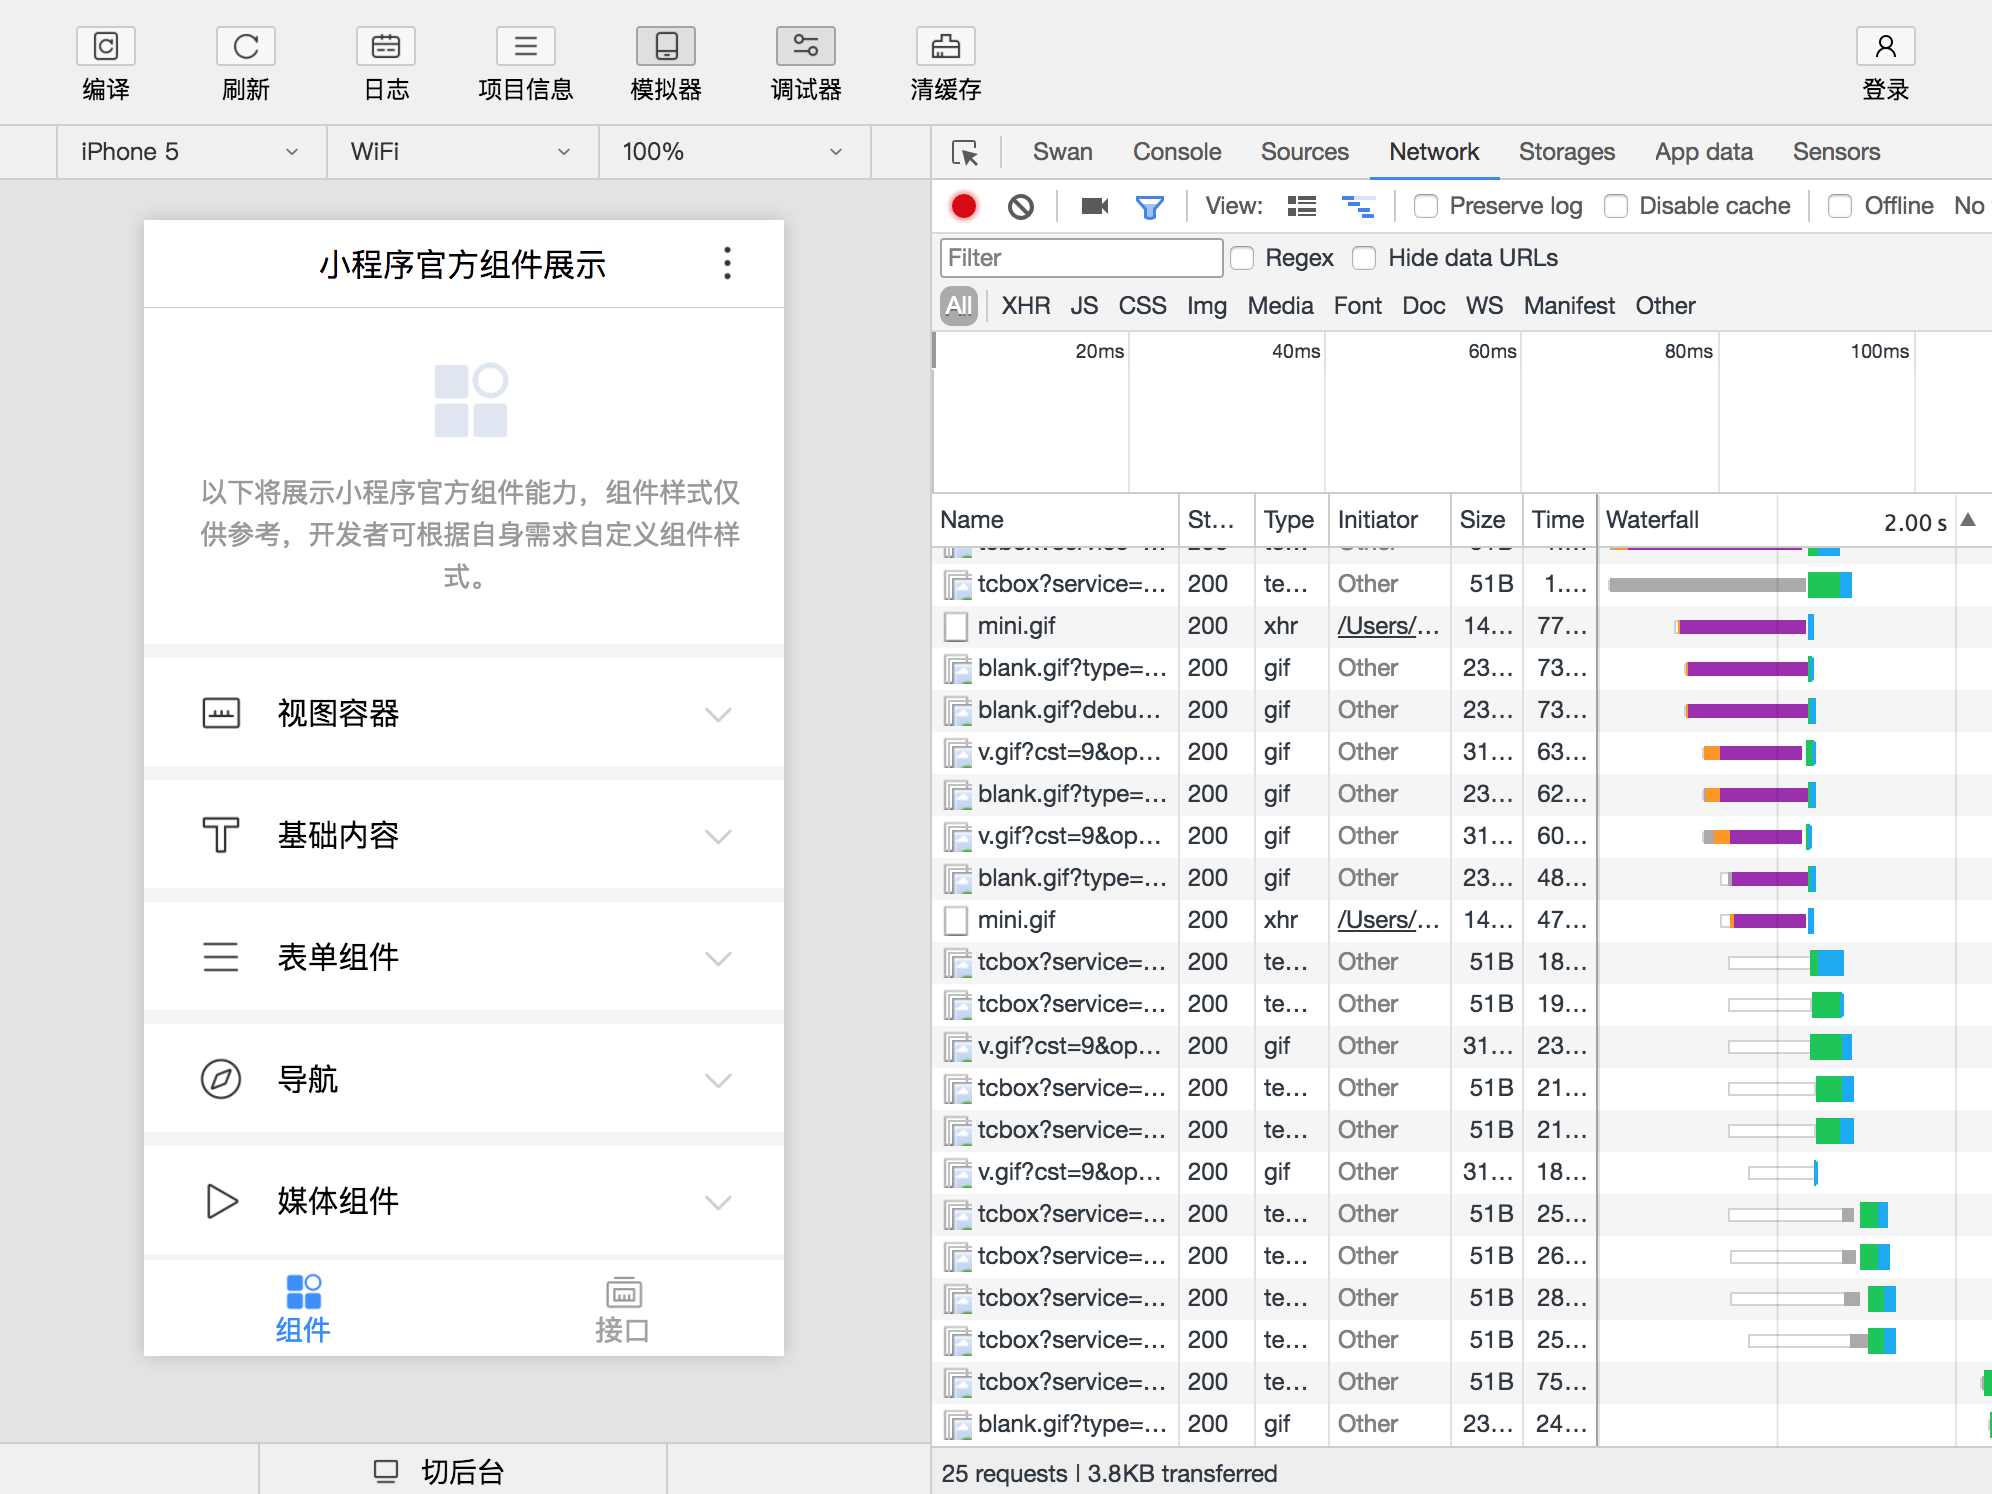 编译 刷新 日志 项目信息 模拟器 调试器 清缓存 登录
iPhone 5 WiFi 100%
小程序官方组件展示
以下将展示小程序官方组件能力，组件样式仅
供参考，开发者可根据自身需求自定义组件样
式。
视图容器
基础内容
表单组件
导航
媒体组件
组件 接口
切后台
Swan Console Sources Network Storages App data Sensors
View: Preserve log Disable cache Offline No
Filter Regex Hide data URLs
All XHR JS CSS Img Media Font Doc WS Manifest Other
20ms 40ms 60ms 80ms 100ms
Name St... Type Initiator Size Time Waterfall 2.00 s
tcbox?service=... 200 te... Other 51B 1....
mini.gif 200 xhr /Users/... 14... 77...
blank.gif?type=... 200 gif Other 23... 73...
blank.gif?debu... 200 gif Other 23... 73...
v.gif?cst=9&op... 200 gif Other 31... 63...
blank.gif?type=... 200 gif Other 23... 62...
v.gif?cst=9&op... 200 gif Other 31... 60...
blank.gif?type=... 200 gif Other 23... 48...
mini.gif 200 xhr /Users/... 14... 47...
tcbox?service=... 200 te... Other 51B 18...
tcbox?service=... 200 te... Other 51B 19...
v.gif?cst=9&op... 200 gif Other 31... 23...
tcbox?service=... 200 te... Other 51B 21...
tcbox?service=... 200 te... Other 51B 21...
v.gif?cst=9&op... 200 gif Other 31... 18...
tcbox?service=... 200 te... Other 51B 25...
tcbox?service=... 200 te... Other 51B 26...
tcbox?service=... 200 te... Other 51B 28...
tcbox?service=... 200 te... Other 51B 25...
tcbox?service=... 200 te... Other 51B 75...
blank.gif?type=... 200 gif Other 23... 24...
25 requests | 3.8KB transferred